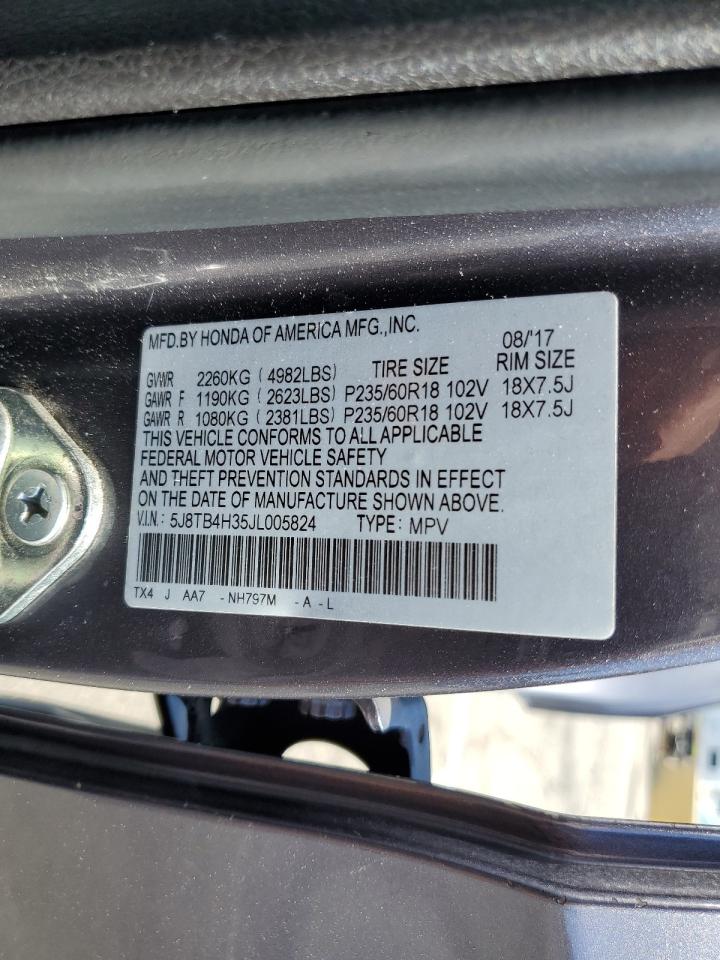 MFD.BY HONDA OF AMERICA MFG.,INC. 08/'17
GVWR 2260KG ( 4982LBS) TIRE SIZE RIM SIZE
GAWR F 1190KG ( 2623LBS) P235/60R18 102V 18X7.5J
GAWR R 1080KG ( 2381LBS) P235/60R18 102V 18X7.5J
THIS VEHICLE CONFORMS TO ALL APPLICABLE
FEDERAL MOTOR VEHICLE SAFETY
AND THEFT PREVENTION STANDARDS IN EFFECT
ON THE DATE OF MANUFACTURE SHOWN ABOVE.
V.I.N.: 5J8TB4H35JL005824 TYPE: MPV
TX4 J AA7 -NH797M -A-L